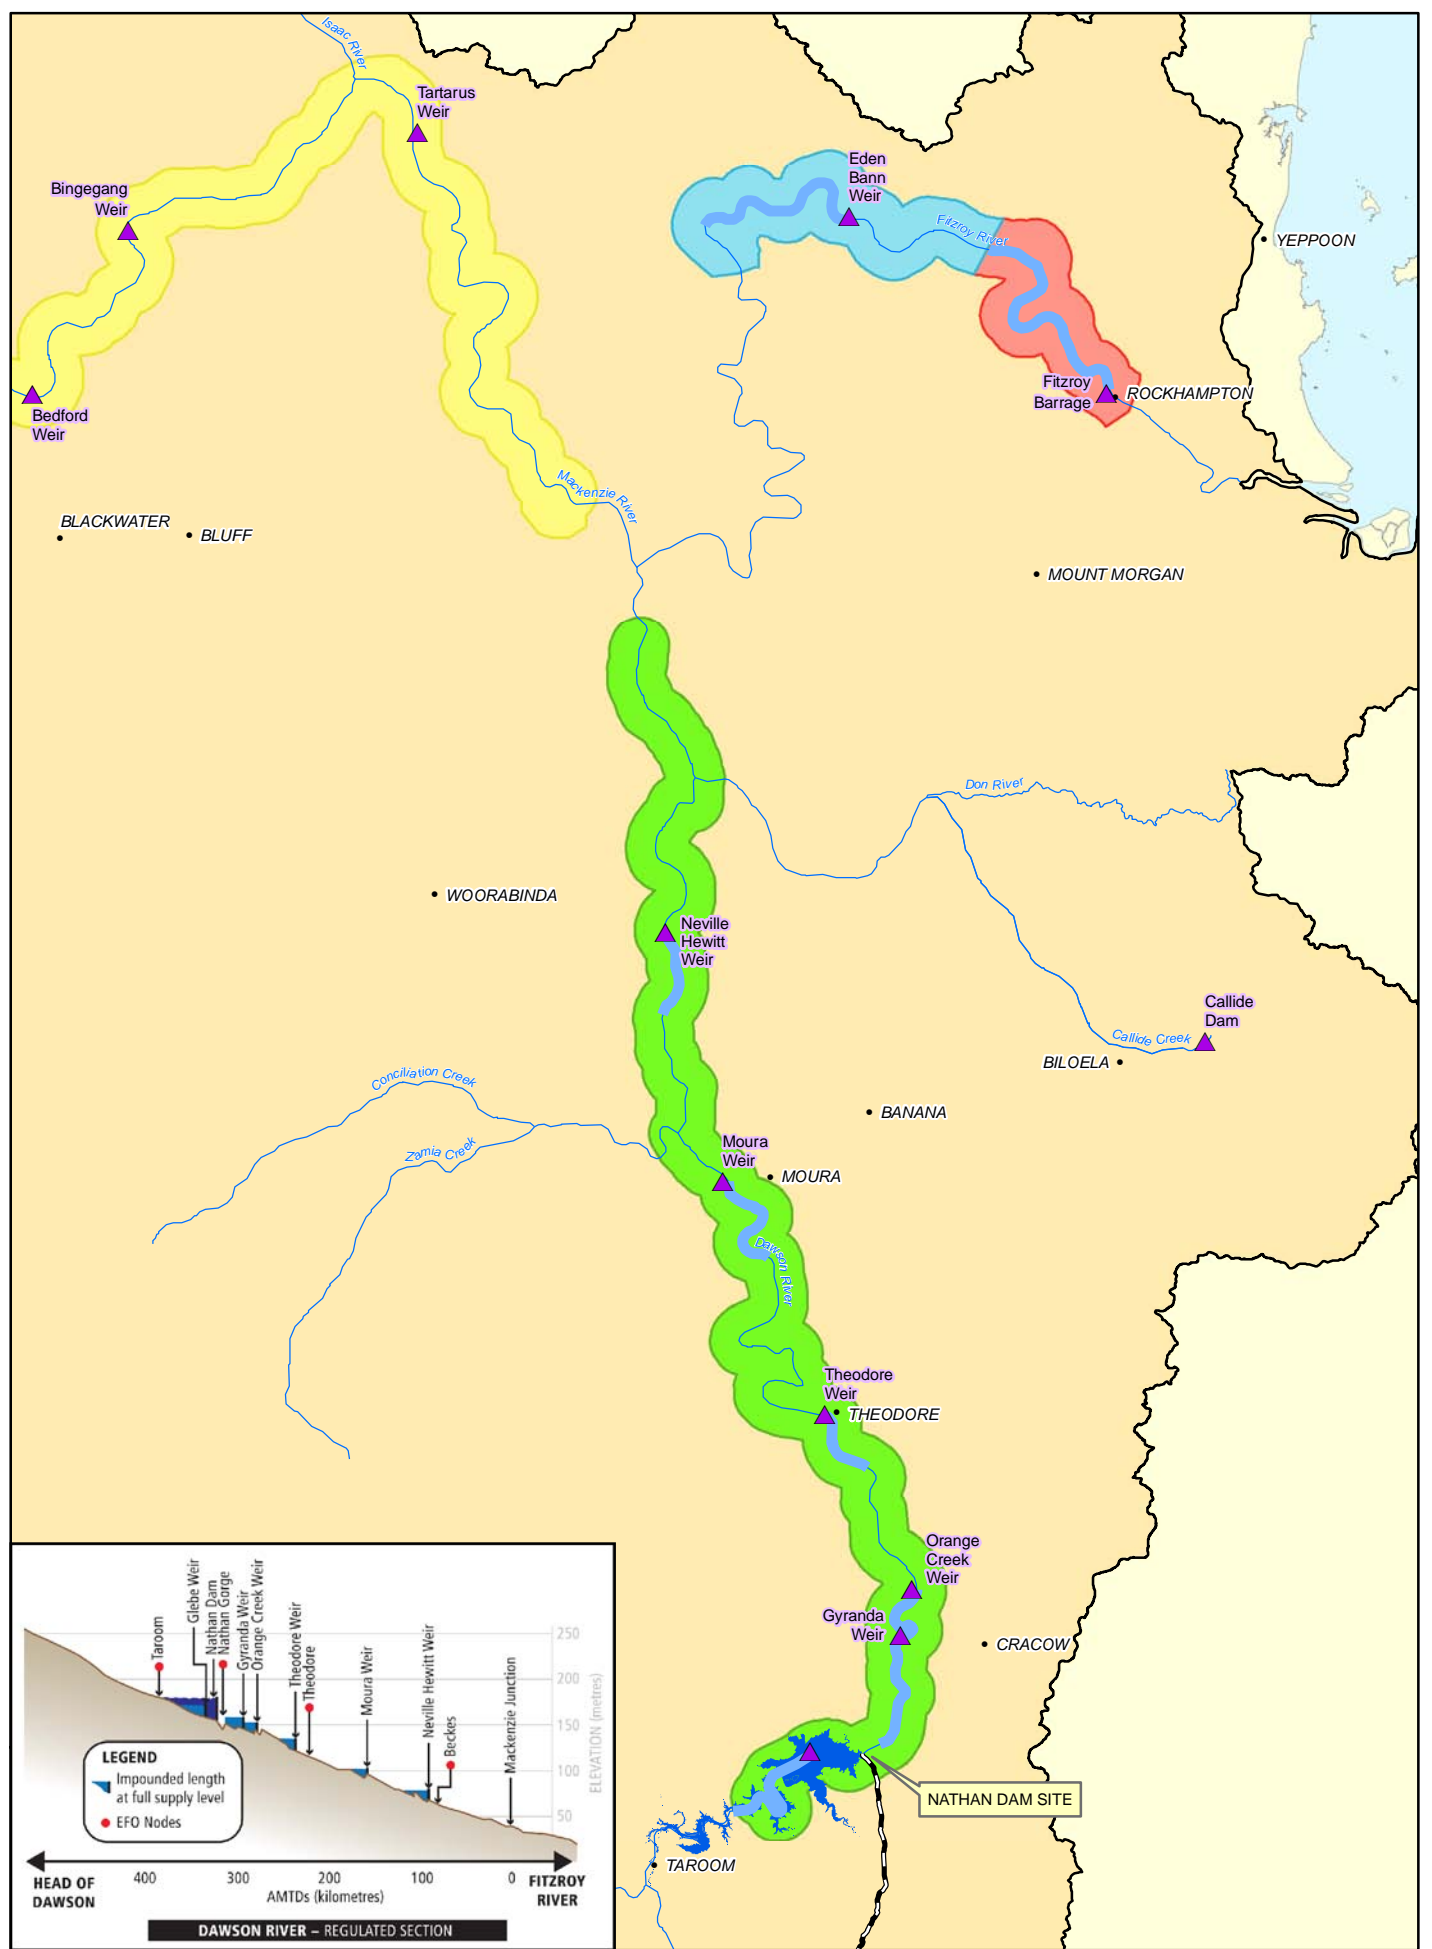 Isaac River
Tartarus
Weir
Bingegang
Weir
Eden
Bann
Weir
Fitzroy River
YEPPOON
Bedford
Weir
Fitzroy
Barrage
ROCKHAMPTON
Mackenzie River
BLACKWATER
BLUFF
MOUNT MORGAN
Don River
WOORABINDA
Neville
Hewitt
Weir
Callide
Dam
Callide Creek
BILOELA
Conciliation Creek
BANANA
Zamia Creek
Moura
Weir
MOURA
Dawson River
Theodore
Weir
THEODORE
Orange
Creek
Weir
Gyranda
Weir
CRACOW
NATHAN DAM SITE
TAROOM
Taroom
Glebe Weir
Nathan Dam
Nathan Gorge
Gyranda Weir
Orange Creek Weir
Theodore Weir
Theodore
Moura Weir
Neville Hewitt Weir
Beckes
Mackenzie Junction
250
200
150
100
50
ELEVATION (metres)
LEGEND
Impounded length
at full supply level
EFO Nodes
HEAD OF
DAWSON
400 300 200 100 0
AMTDs (kilometres)
FITZROY
RIVER
DAWSON RIVER – REGULATED SECTION